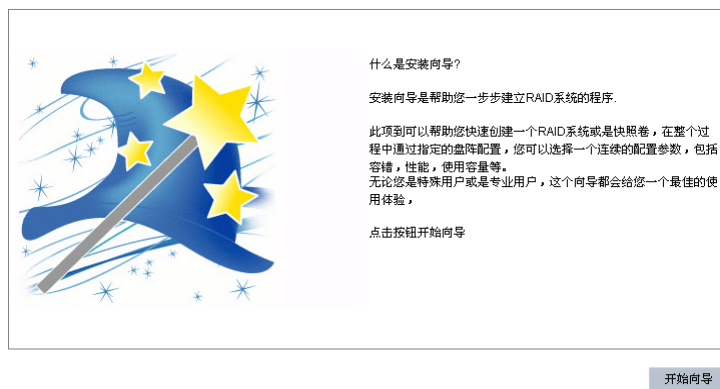 什么是安装向导?
安装向导是帮助您一步步建立RAID系统的程序.
此项到可以帮助您快速创建一个RAID系统或是快照卷，在整个过
程中通过指定的盘阵配置，您可以选择一个连续的配置参数，包括
容错，性能，使用容量等。
无论您是特殊用户或是专业用户，这个向导都会给您一个最佳的使
用体验，
点击按钮开始向导
开始向导